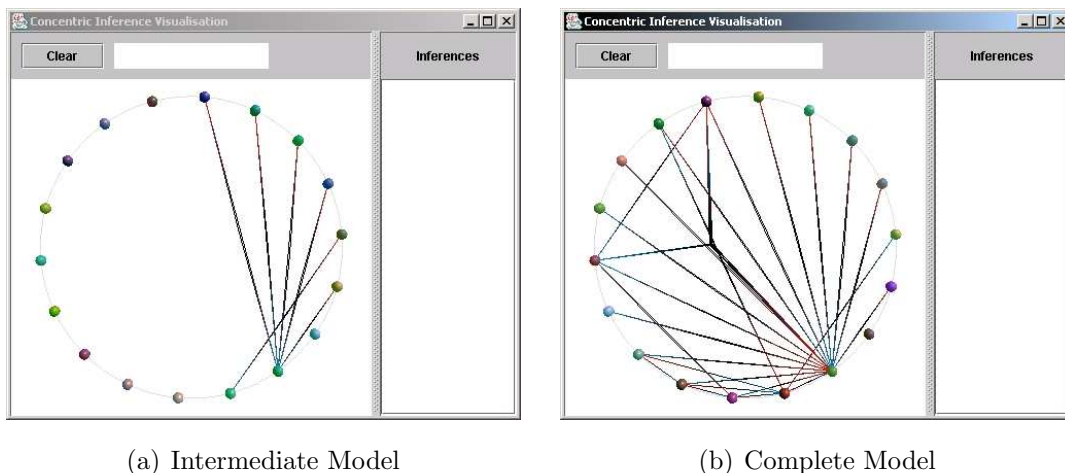 Concentric Inference Visualisation
Clear
Inferences
(a) Intermediate Model
Concentric Inference Visualisation
Clear
Inferences
(b) Complete Model